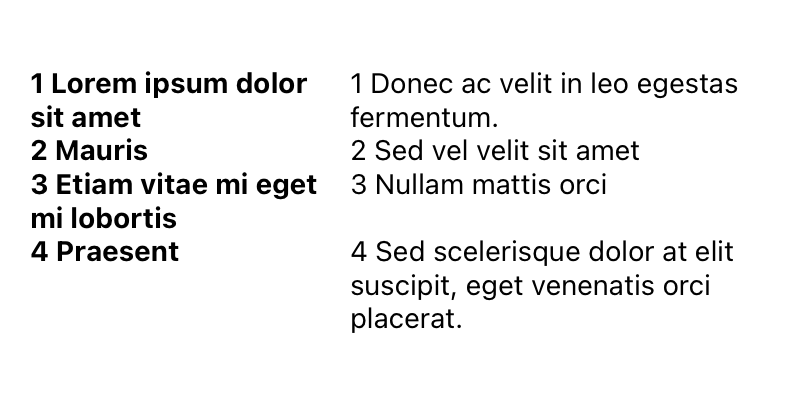 1 Lorem ipsum dolor
sit amet
1 Donec ac velit in leo egestas
fermentum.
2 Mauris
2 Sed vel velit sit amet
3 Etiam vitae mi eget
mi lobortis
3 Nullam mattis orci
4 Praesent
4 Sed scelerisque dolor at elit
suscipit, eget venenatis orci
placerat.